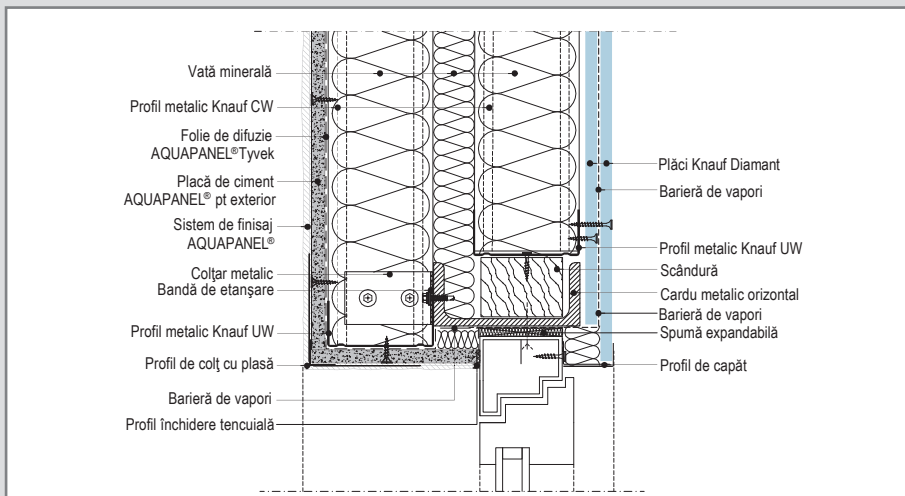 Vată minerală
Profil metalic Knauf CW
Folie de difuzie
AQUAPANEL®Tyvek
Placă de ciment
AQUAPANEL® pt exterior
Sistem de finisaj
AQUAPANEL®
Colţar metalic
Bandă de etanşare
Profil metalic Knauf UW
Profil de colţ cu plasă
Barieră de vapori
Profil închidere tencuială
Plăci Knauf Diamant
Barieră de vapori
Profil metalic Knauf UW
Scândură
Cardu metalic orizontal
Barieră de vapori
Spumă expandabilă
Profil de capăt